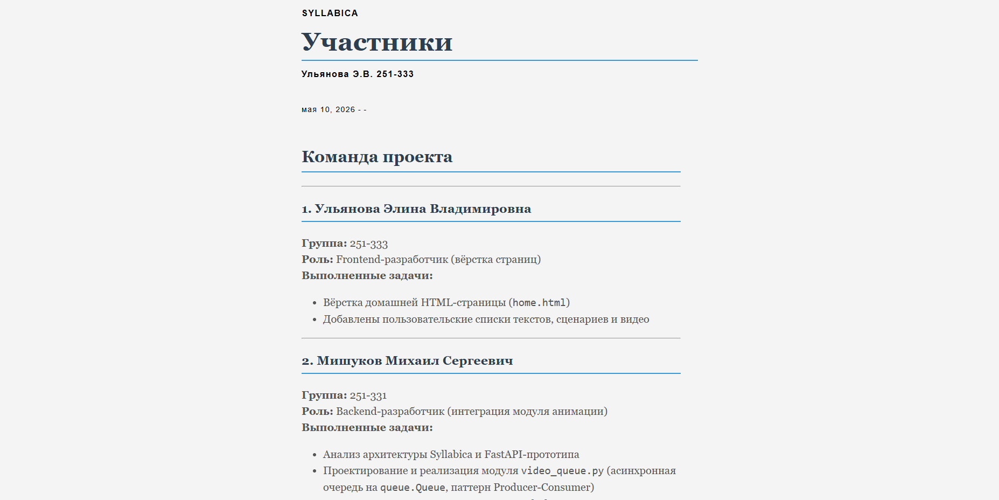 SYLLABICA
Участники
Ульянова Э.В. 251-333
мая 10, 2026 - -
Команда проекта
1. Ульянова Элина Владимировна
Группа: 251-333
Роль: Frontend-разработчик (вёрстка страниц)
Выполненные задачи:
• Вёрстка домашней HTML-страницы (home.html)
• Добавлены пользовательские списки текстов, сценариев и видео
2. Мишуков Михаил Сергеевич
Группа: 251-331
Роль: Backend-разработчик (интеграция модуля анимации)
Выполненные задачи:
• Анализ архитектуры Syllabica и FastAPI-прототипа
• Проектирование и реализация модуля video_queue.py (асинхронная
очередь на queue.Queue, паттерн Producer-Consumer)